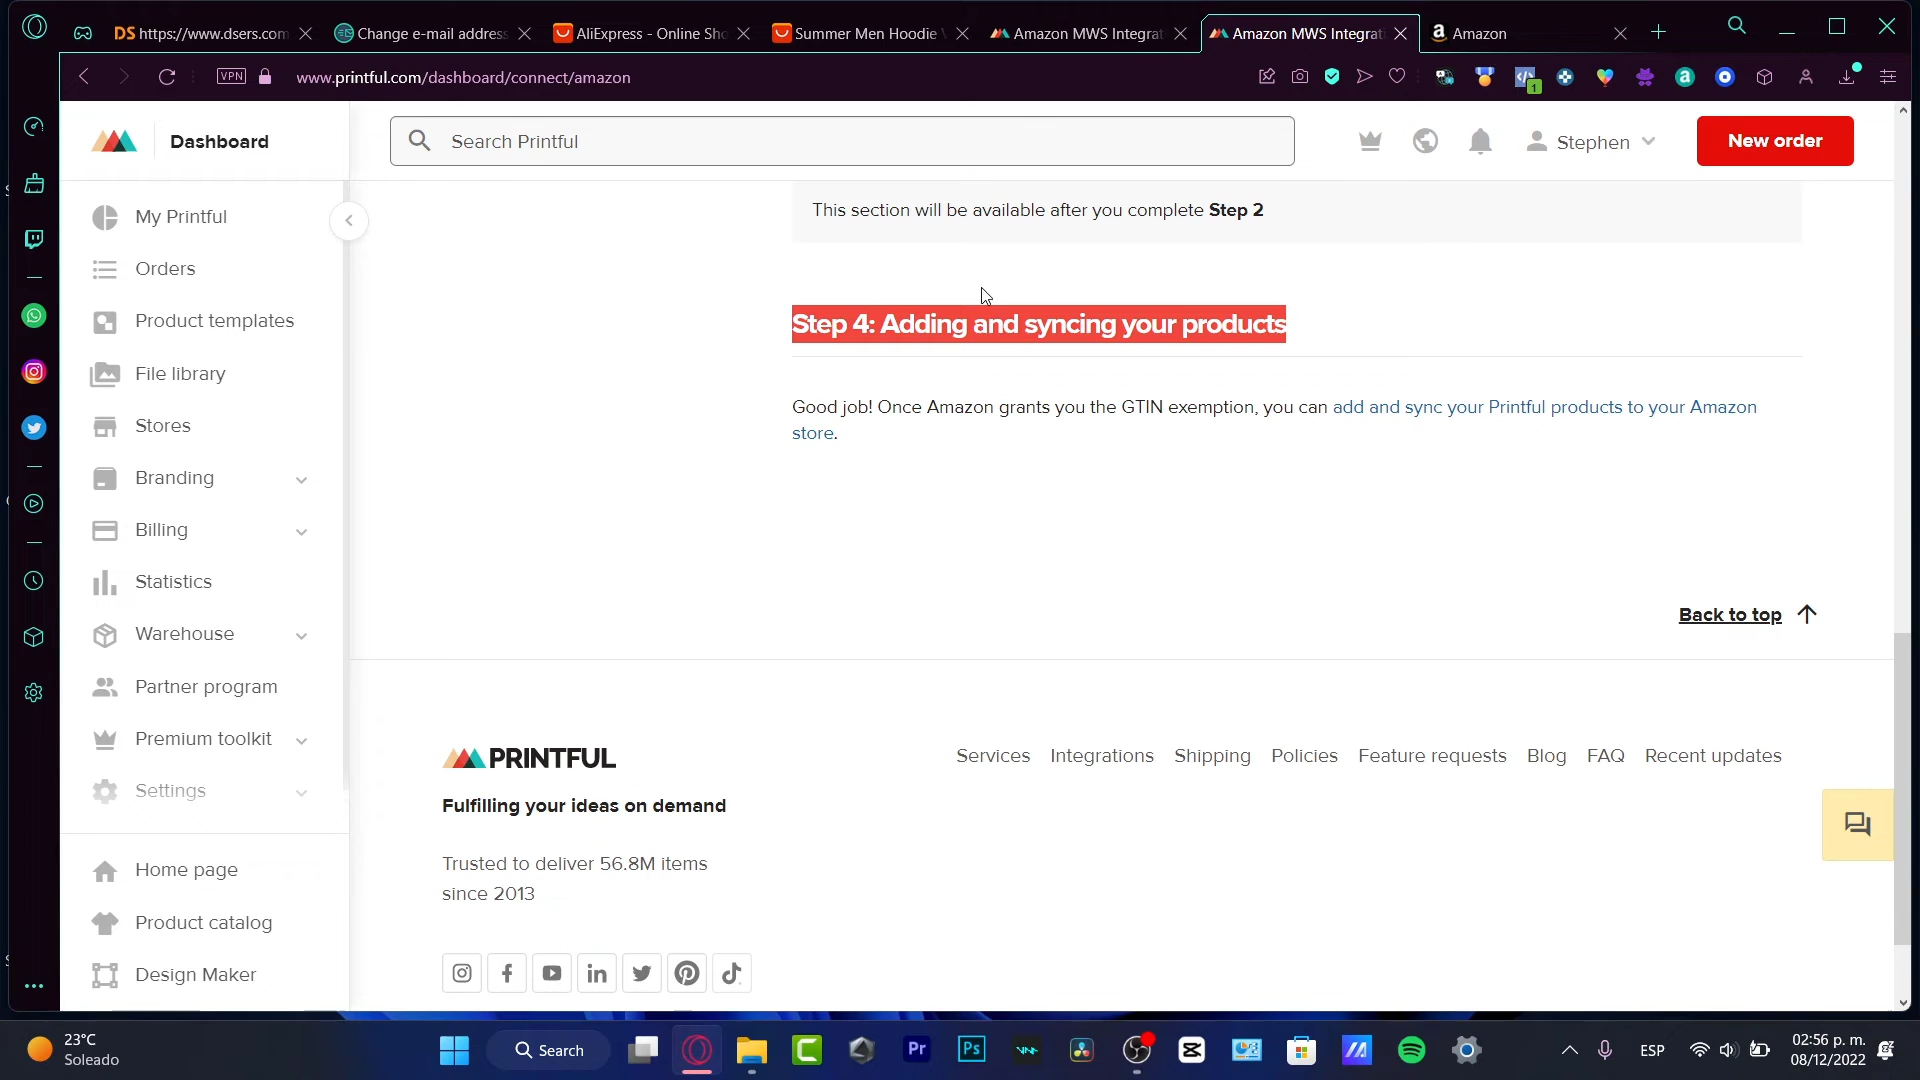 DS https://www.dsers.com
Change e-mail address
AliExpress - Online Sho
Summer Men Hoodie
Amazon MWS Integrat
Amazon MWS Integrat
Amazon
VPN
www.printful.com/dashboard/connect/amazon
1
Dashboard
Search Printful
Stephen
New order
My Printful
Orders
Product templates
File library
Stores
Branding
Billing
Statistics
Warehouse
Partner program
Premium toolkit
Settings
Home page
Product catalog
Design Maker
This section will be available after you complete Step 2
Step 4: Adding and syncing your products
Good job! Once Amazon grants you the GTIN exemption, you can add and sync your Printful products to your Amazon
store.
Back to top
PRINTFUL
Services Integrations Shipping Policies Feature requests Blog FAQ Recent updates
Fulfilling your ideas on demand
Trusted to deliver 56.8M items
since 2013
23°C
Soleado
Search
Pr
Ps
ESP
02:56 p. m.
08/12/2022